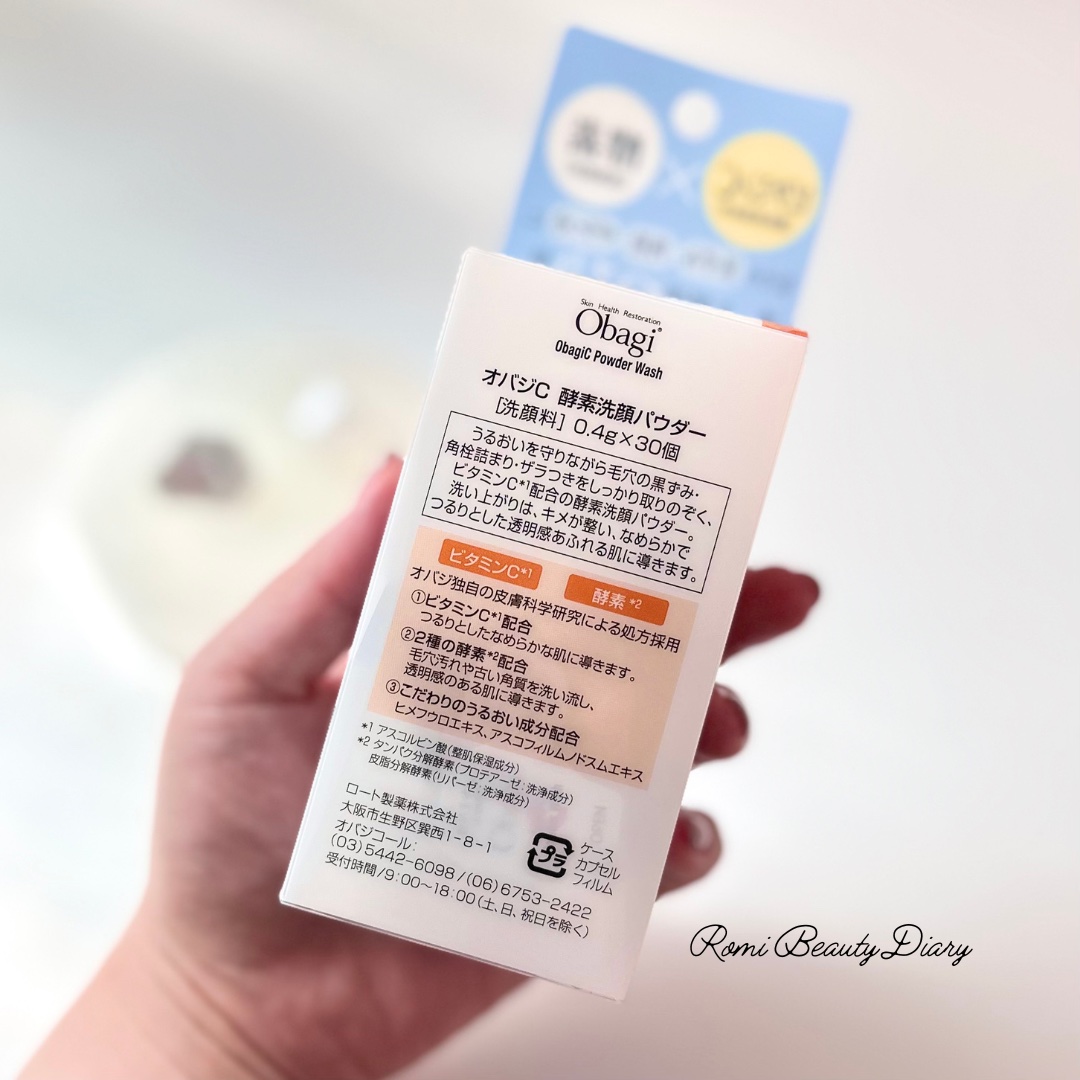 Skin Health Restoration
Obagi®
ObagiC Powder Wash
オバジC 酵素洗顔パウダー
[洗顔料] 0.4g×30個
うるおいを守りながら毛穴の黒ずみ・
角栓詰まり・ザラつきをしっかり取りのぞく、
ビタミンC*1配合の酵素洗顔パウダー。
洗い上がりは、キメが整い、なめらかで
つるりとした透明感あふれる肌に導きます。
ビタミンC*1
酵素*2
オバジ独自の皮膚科学研究による処方採用
①ビタミンC*1配合
つるりとしたなめらかな肌に導きます。
②2種の酵素*2配合
毛穴汚れや古い角質を洗い流し、
透明感のある肌に導きます。
③こだわりのうるおい成分配合
ヒメフウロエキス、アスコフィルムノドスムエキス
*1 アスコルビン酸(整肌保湿成分)
*2 タンパク分解酵素(プロテアーゼ:洗浄成分)
皮脂分解酵素(リパーゼ:洗浄成分)
ロート製薬株式会社
大阪市生野区巽西1-8-1
オバジコール:
(03)5442-6098/(06)6753-2422
受付時間/9:00〜18:00(土、日、祝日を除く)
プラ
ケース
カプセル
フィルム
Romi Beauty Diary